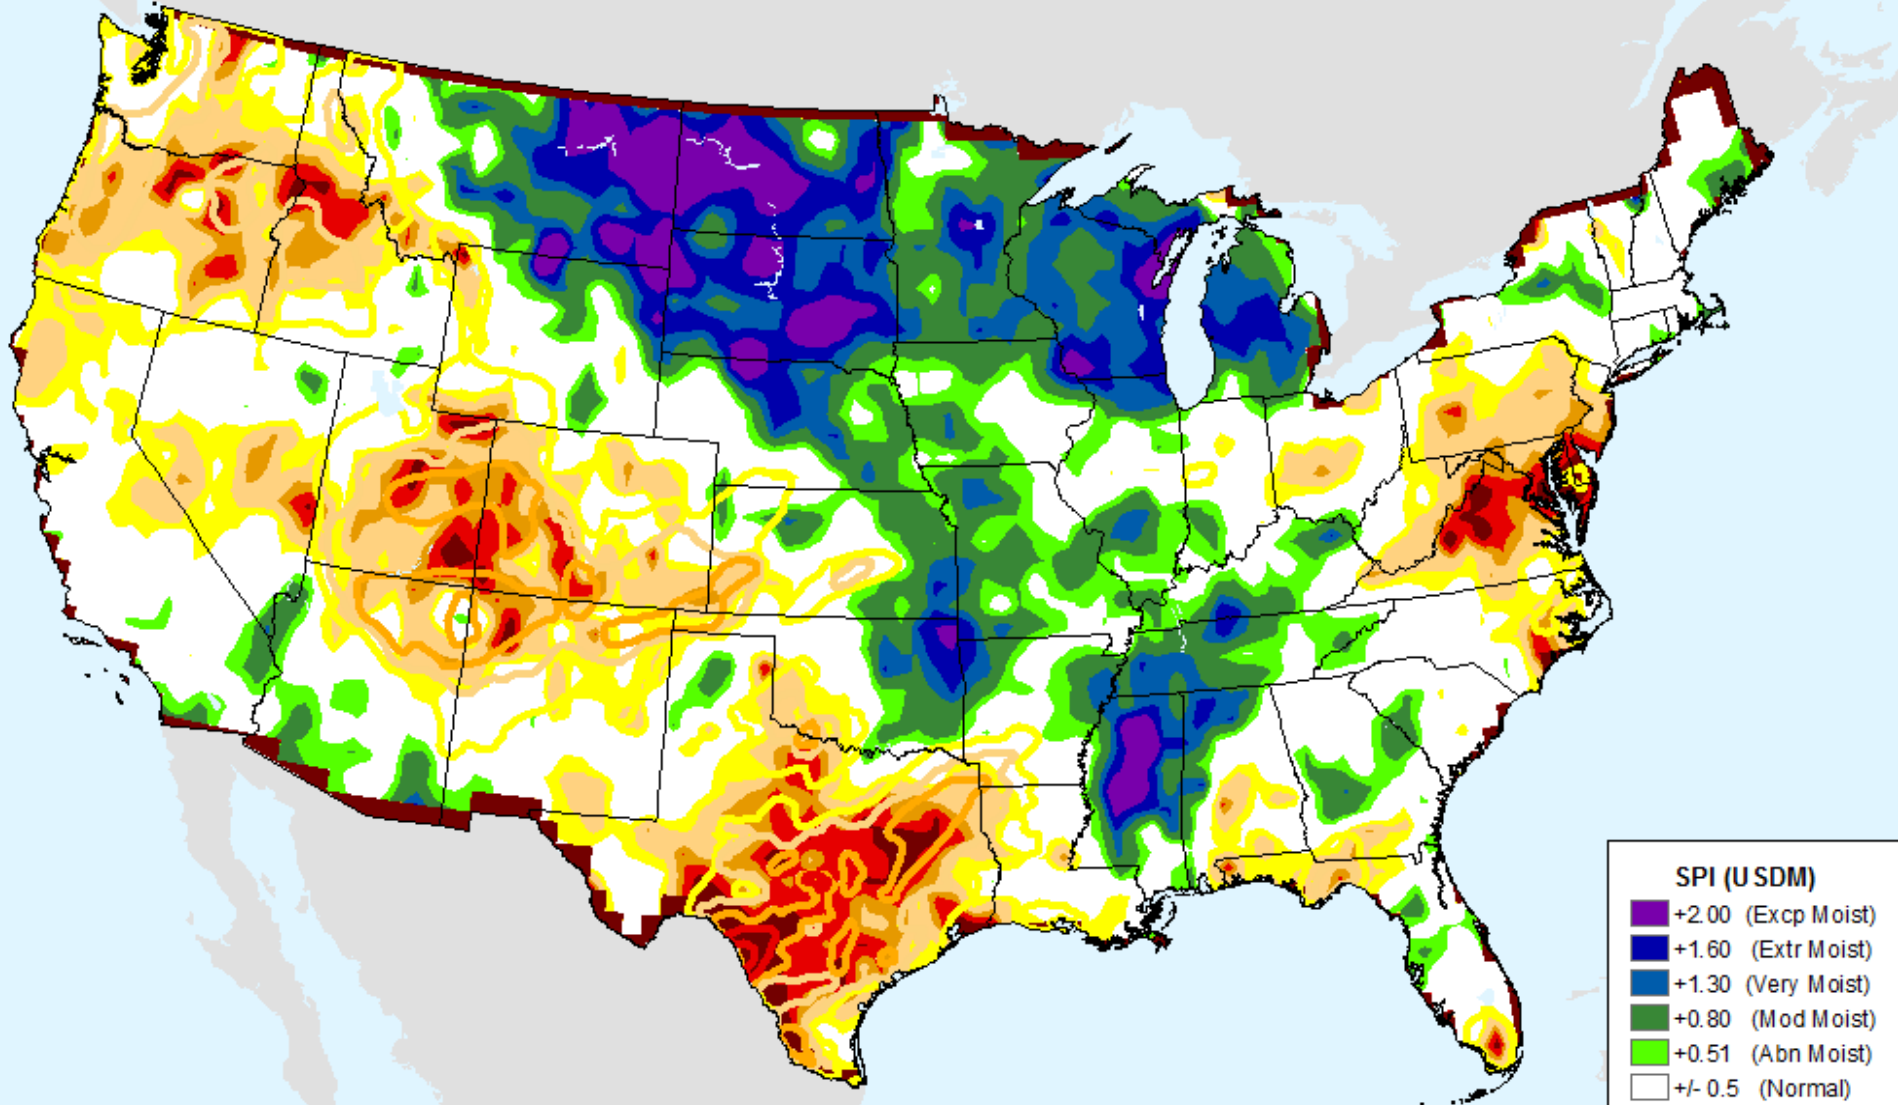 SPI (USDM)
+2.00 (Excp Moist)
+1.60 (Extr Moist)
+1.30 (Very Moist)
+0.80 (Mod Moist)
+0.51 (Abn Moist)
+/- 0.5 (Normal)